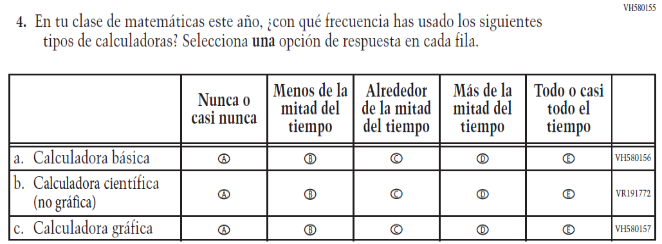 VH580155
4. En tu clase de matemáticas este año, ¿con qué frecuencia has usado los siguientes
tipos de calculadoras? Selecciona una opción de respuesta en cada fila.
Nunca o
casi nunca
Menos de la
mitad del
tiempo
Alrededor
de la mitad
del tiempo
Más de la
mitad del
tiempo
Todo o casi
todo el
tiempo
a. Calculadora básica Ⓐ Ⓑ Ⓒ Ⓓ Ⓔ VH580156
b. Calculadora científica
(no gráfica) Ⓐ Ⓑ Ⓒ Ⓓ Ⓔ VR191772
c. Calculadora gráfica Ⓐ Ⓑ Ⓒ Ⓓ Ⓔ VH580157